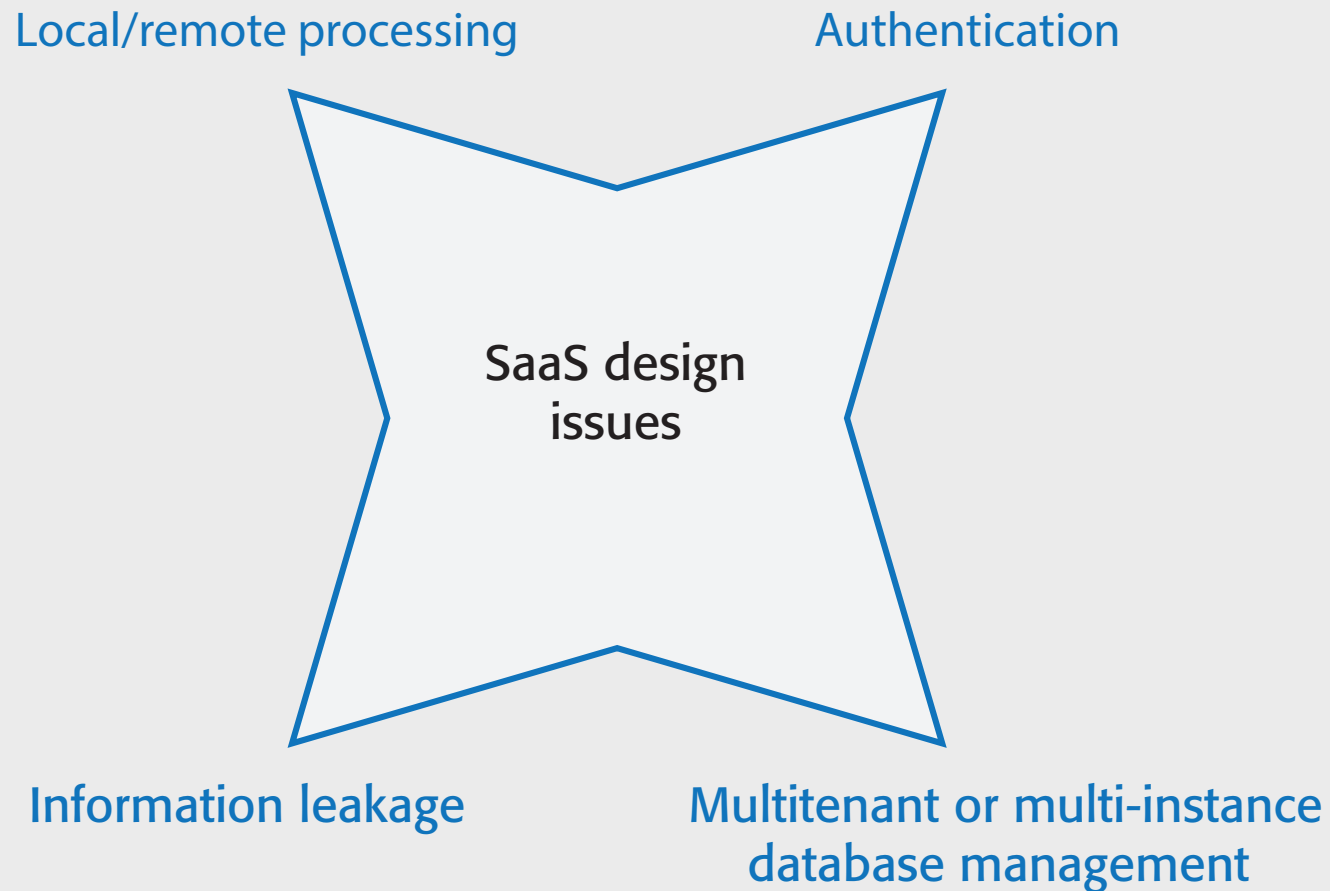 Local/remote processing
Authentication
SaaS design
issues
Information leakage
Multitenant or multi-instance
database management